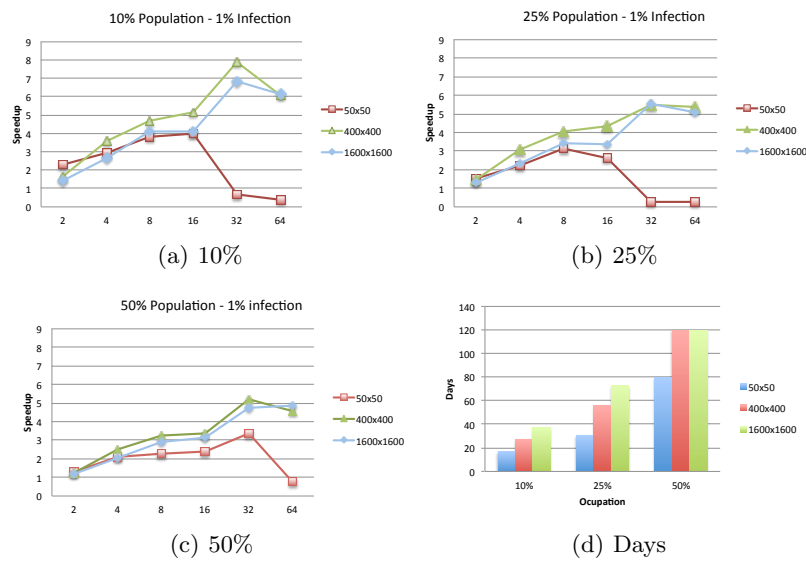 10% Population - 1% Infection
9
8
7
6
5
4
3
2
1
0
Speedup
2 4 8 16 32 64
50x50
400x400
1600x1600
(a) 10%
25% Population - 1% Infection
9
8
7
6
5
4
3
2
1
0
Speedup
2 4 8 16 32 64
50x50
400x400
1600x1600
(b) 25%
50% Population - 1% infection
9
8
7
6
5
4
3
2
1
0
Speedup
2 4 8 16 32 64
50x50
400x400
1600x1600
(c) 50%
140
120
100
80
60
40
20
0
Days
10% 25% 50%
Ocupation
50x50
400x400
1600x1600
(d) Days